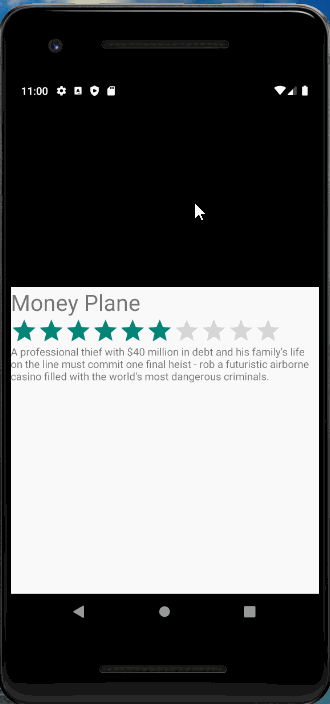 11:00
Money Plane
A professional thief with $40 million in debt and his family's life
on the line must commit one final heist - rob a futuristic airborne
casino filled with the world's most dangerous criminals.